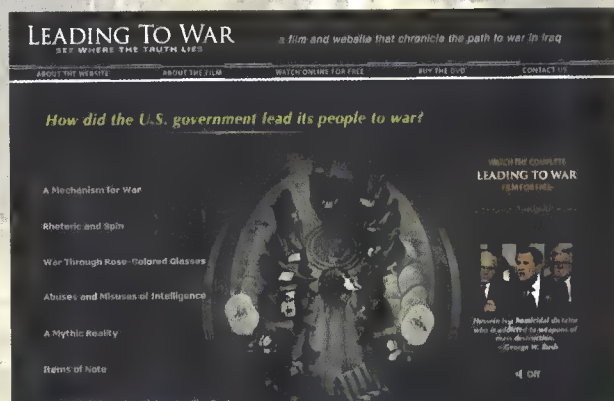 LEADING TO WAR
SEE WHERE THE TRUTH LIES
a film and website that chronicle the path to war in Iraq
ABOUT THE WEBSITE
ABOUT THE FILM
WATCH ONLINE FOR FREE
BUY THE DVD
CONTACT US
How did the U.S. government lead its people to war?
A Mechanism for War
Rhetoric and Spin
War Through Rose-Colored Glasses
Abuses and Misuses of Intelligence
A Mythic Reality
Items of Note
WATCH THE COMPLETE
LEADING TO WAR
FILM FOR FREE
Hussein is a homicidal dictator
who is addicted to weapons of
mass destruction.
-George W. Bush
Off